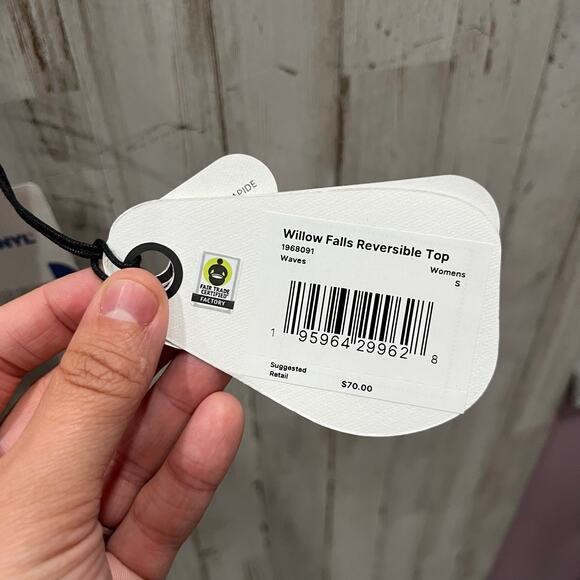 NYL
APIDE
Willow Falls Reversible Top
1968091
Waves
Womens
S
FAIR TRADE
CERTIFIED
FACTORY
1 95964 29962 8
Suggested
Retail
$70.00